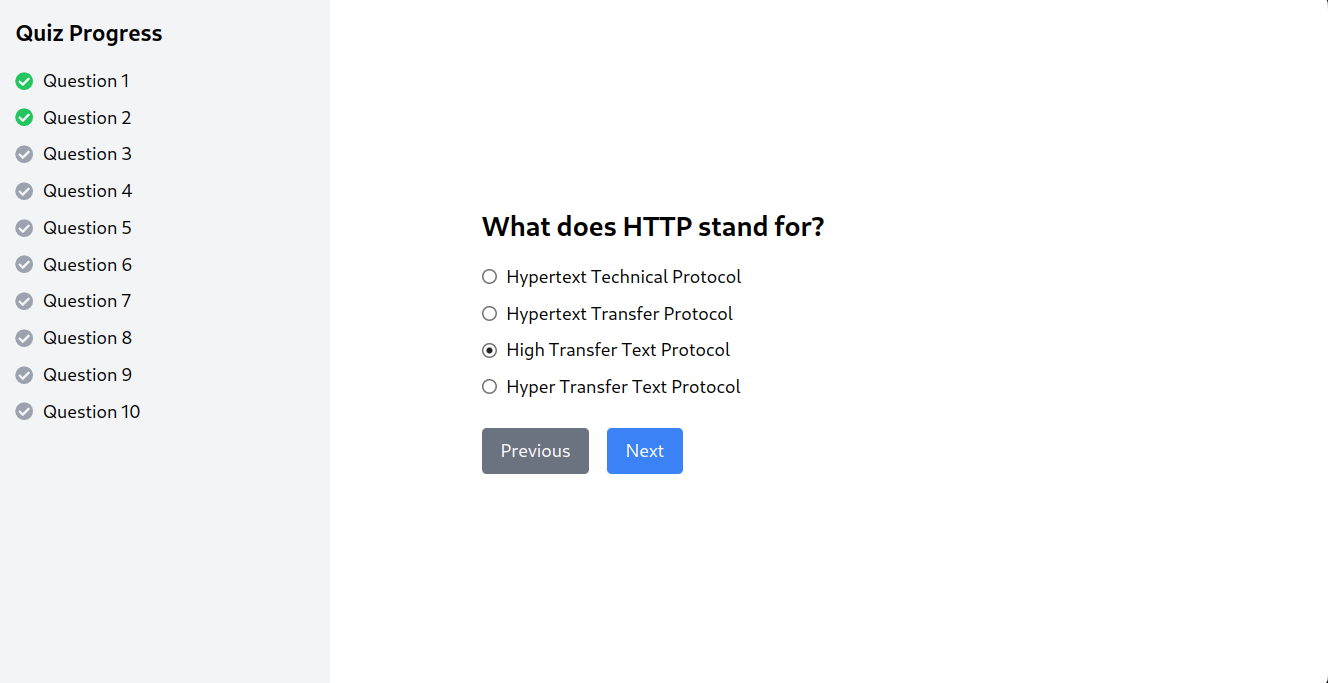 Quiz Progress
Question 1
Question 2
Question 3
Question 4
Question 5
Question 6
Question 7
Question 8
Question 9
Question 10
What does HTTP stand for?
Hypertext Technical Protocol
Hypertext Transfer Protocol
High Transfer Text Protocol
Hyper Transfer Text Protocol
Previous Next